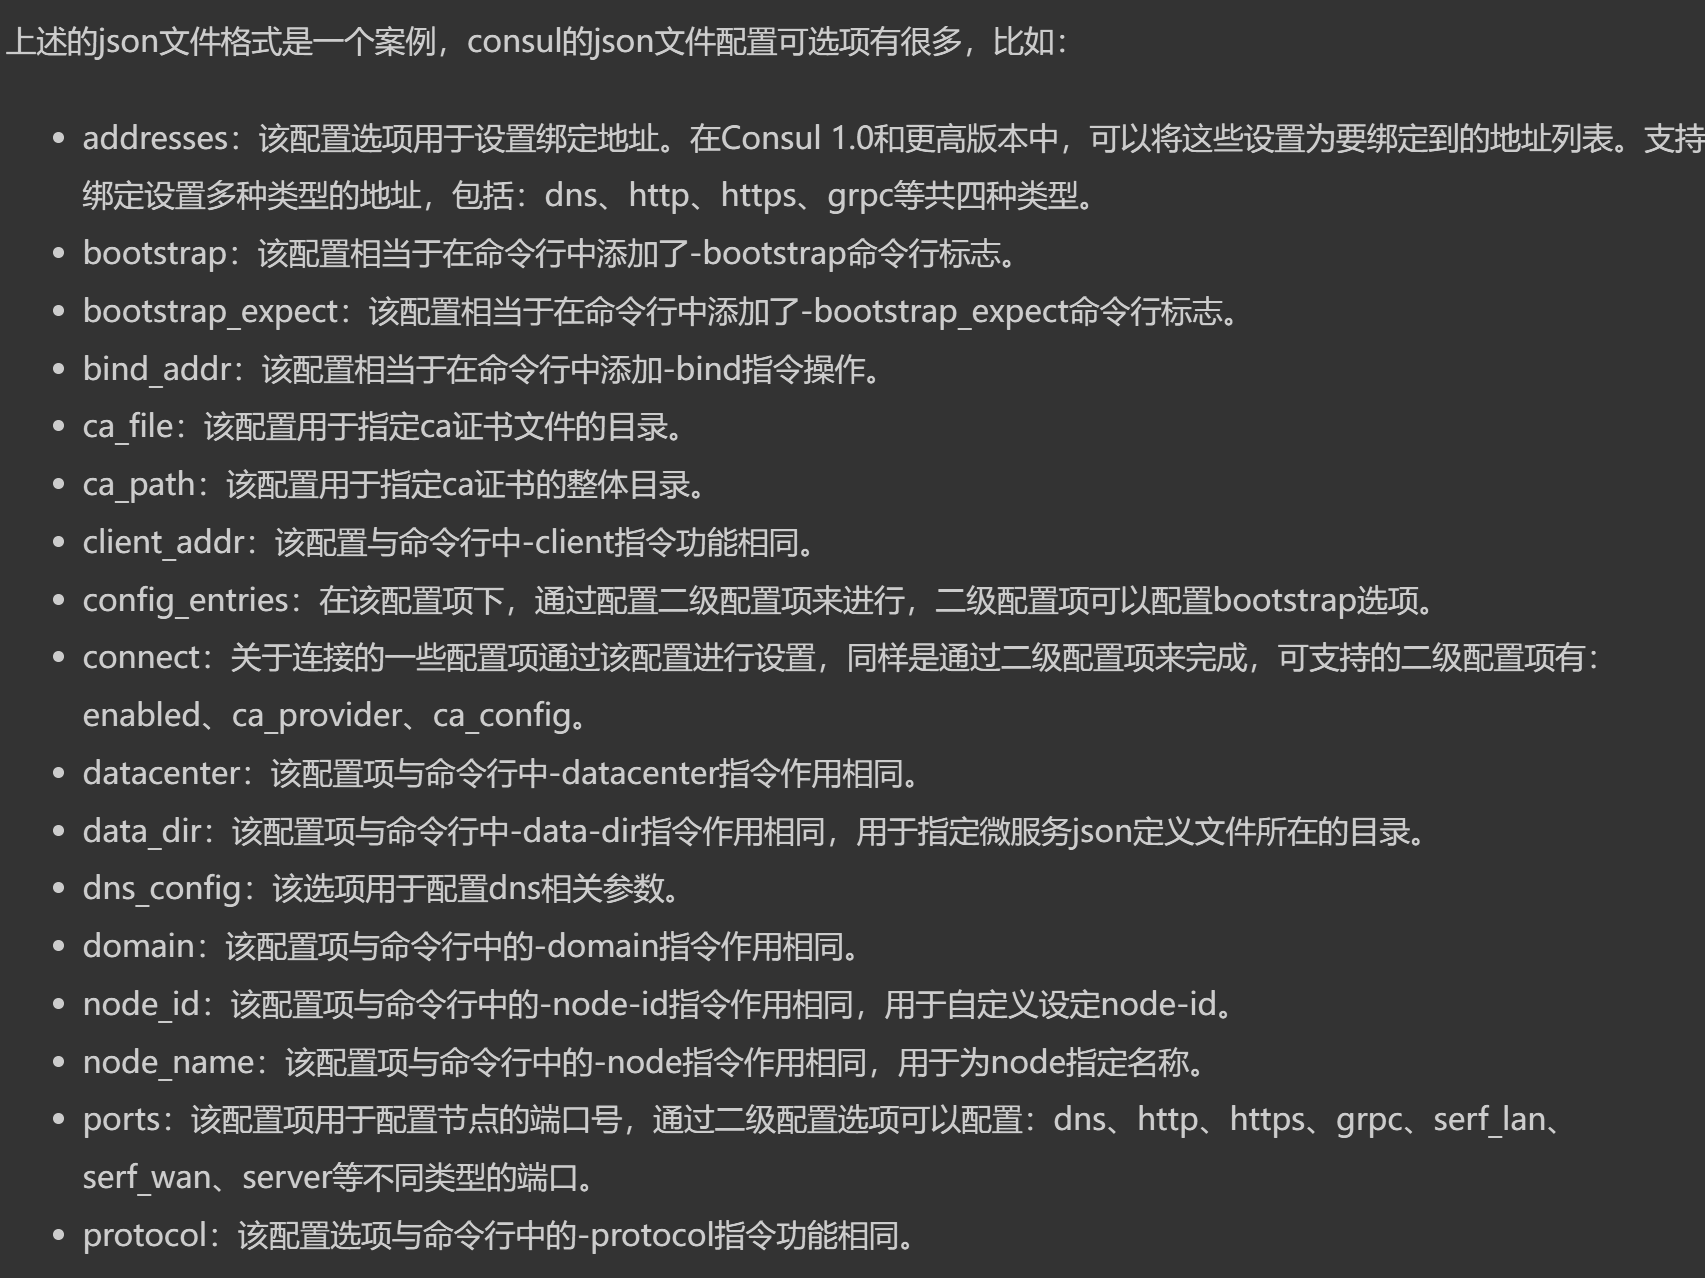 上述的json文件格式是一个案例，consul的json文件配置可选项有很多，比如：
• addresses：该配置选项用于设置绑定地址。在Consul 1.0和更高版本中，可以将这些设置为要绑定到的地址列表。支持
绑定设置多种类型的地址，包括：dns、http、https、grpc等共四种类型。
• bootstrap：该配置相当于在命令行中添加了-bootstrap命令行标志。
• bootstrap_expect：该配置相当于在命令行中添加了-bootstrap_expect命令行标志。
• bind_addr：该配置相当于在命令行中添加-bind指令操作。
• ca_file：该配置用于指定ca证书文件的目录。
• ca_path：该配置用于指定ca证书的整体目录。
• client_addr：该配置与命令行中-client指令功能相同。
• config_entries：在该配置项下，通过配置二级配置项来进行，二级配置项可以配置bootstrap选项。
• connect：关于连接的一些配置项通过该配置进行设置，同样是通过二级配置项来完成，可支持的二级配置项有：
enabled、ca_provider、ca_config。
• datacenter：该配置项与命令行中-datacenter指令作用相同。
• data_dir：该配置项与命令行中-data-dir指令作用相同，用于指定微服务json定义文件所在的目录。
• dns_config：该选项用于配置dns相关参数。
• domain：该配置项与命令行中的-domain指令作用相同。
• node_id：该配置项与命令行中的-node-id指令作用相同，用于自定义设定node-id。
• node_name：该配置项与命令行中的-node指令作用相同，用于为node指定名称。
• ports：该配置项用于配置节点的端口号，通过二级配置选项可以配置：dns、http、https、grpc、serf_lan、
serf_wan、server等不同类型的端口。
• protocol：该配置选项与命令行中的-protocol指令功能相同。